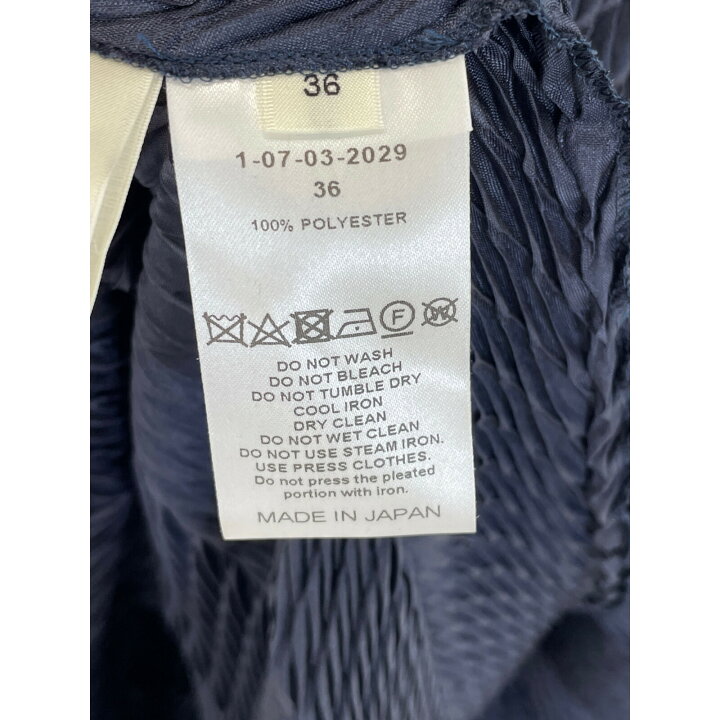 36
1-07-03-2029
36
100% POLYESTER
F W
DO NOT WASH
DO NOT BLEACH
DO NOT TUMBLE DRY
COOL IRON
DRY CLEAN
DO NOT WET CLEAN
DO NOT USE STEAM IRON.
USE PRESS CLOTHES.
Do not press the pleated
portion with iron.
MADE IN JAPAN